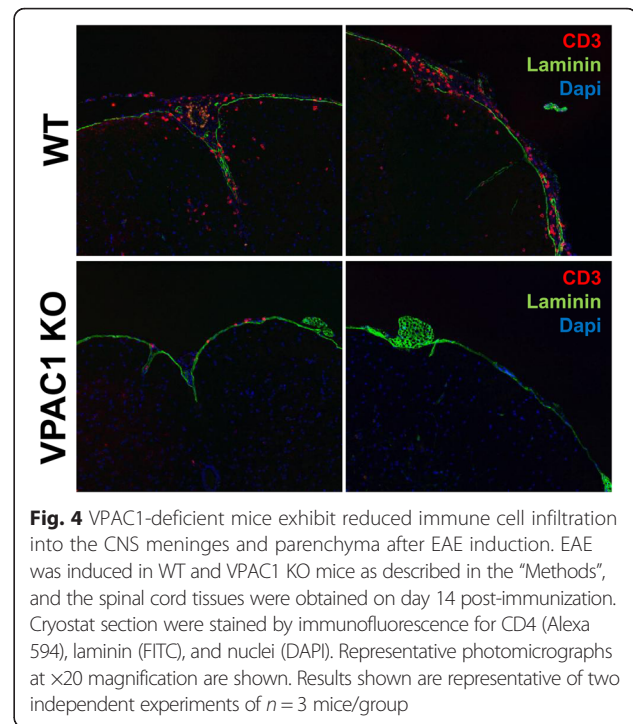 WT
CD3
Laminin
Dapi
VPAC1 KO
CD3
Laminin
Dapi
Fig. 4 VPAC1-deficient mice exhibit reduced immune cell infiltration
into the CNS meninges and parenchyma after EAE induction. EAE
was induced in WT and VPAC1 KO mice as described in the “Methods”,
and the spinal cord tissues were obtained on day 14 post-immunization.
Cryostat section were stained by immunofluorescence for CD4 (Alexa
594), laminin (FITC), and nuclei (DAPI). Representative photomicrographs
at ×20 magnification are shown. Results shown are representative of two
independent experiments of n = 3 mice/group